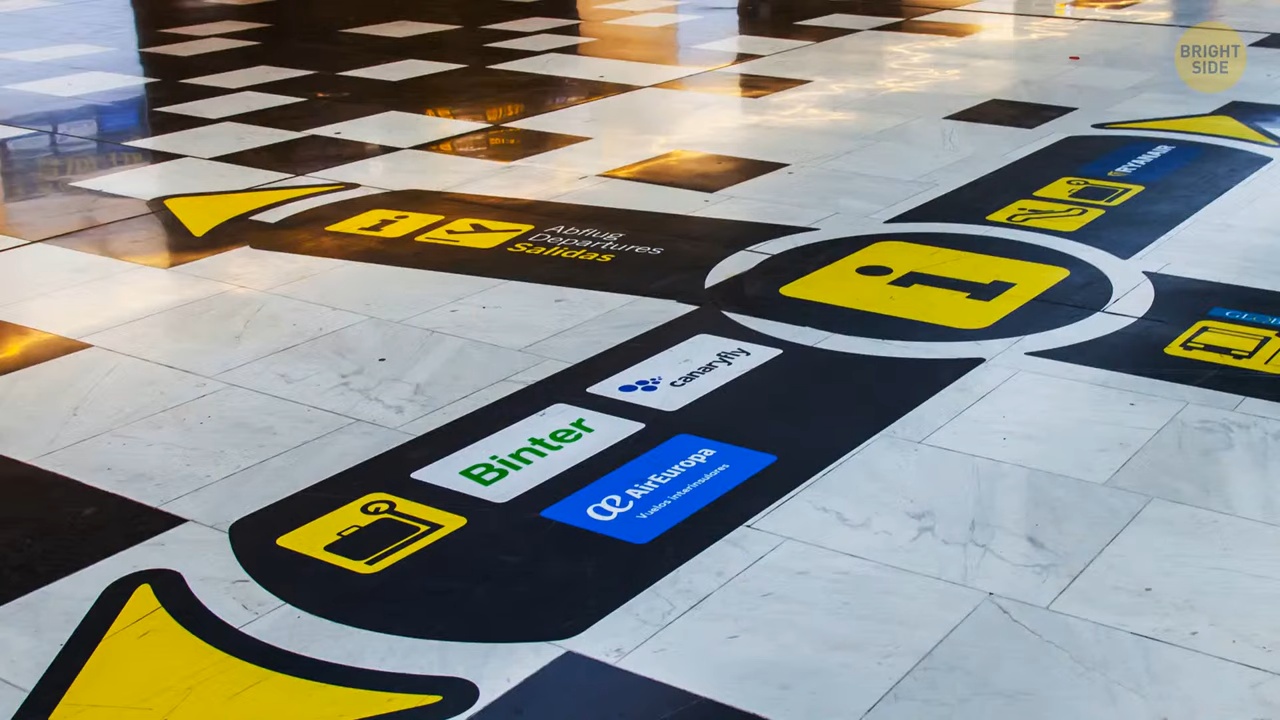 BRIGHT
SIDE
RYANAIR
Abflug
Departures
Salidas
i
i
canaryfly
Binter
AirEuropa
Vuelos interinsulares